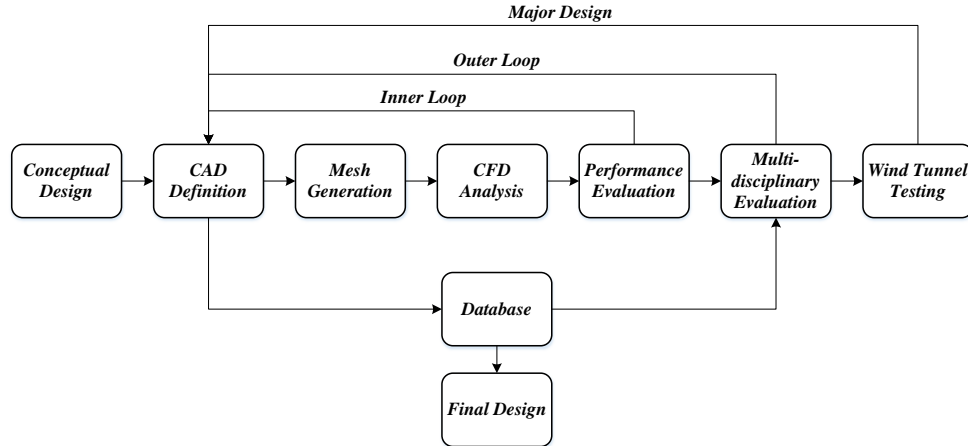 Major Design
Outer Loop
Inner Loop
Conceptual
Design
CAD
Definition
Mesh
Generation
CFD
Analysis
Performance
Evaluation
Multi-
disciplinary
Evaluation
Wind Tunnel
Testing
Database
Final Design